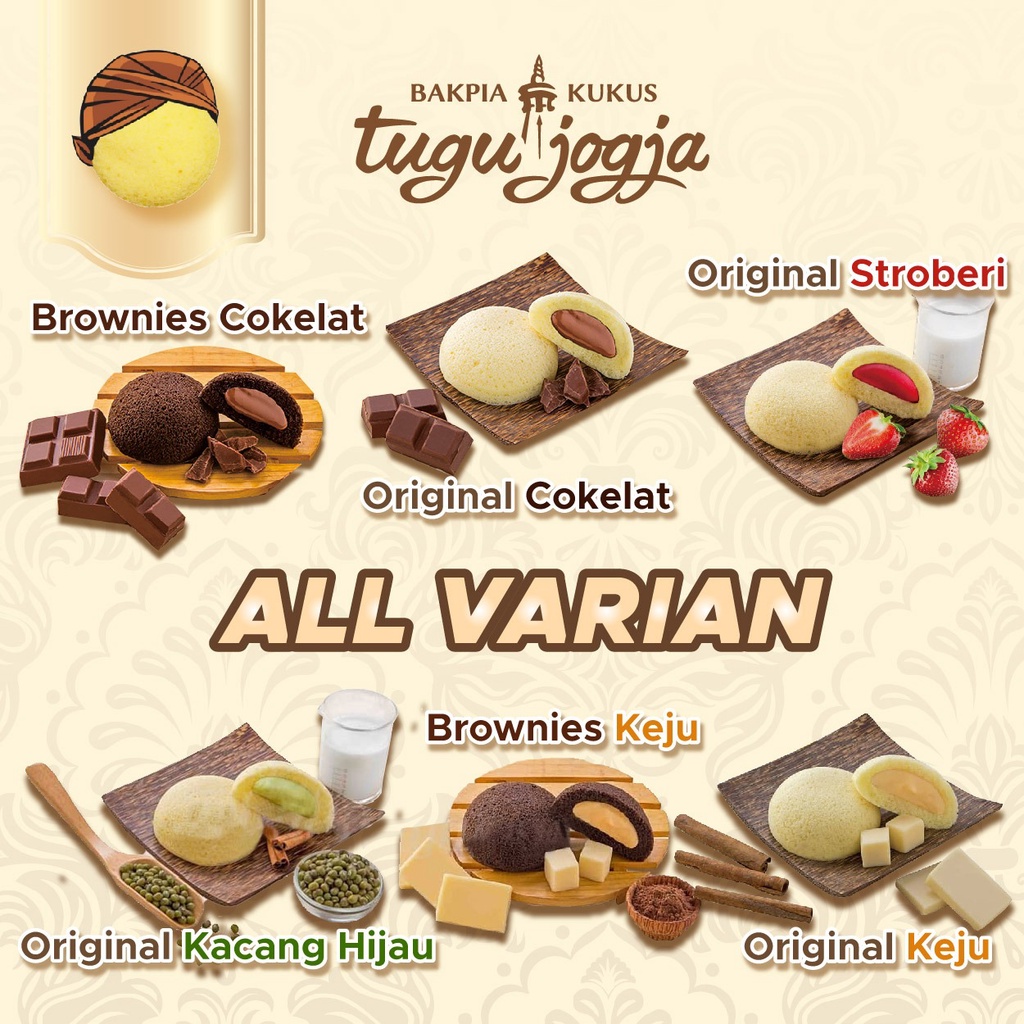 BAKPIA KUKUS
tugu jogja
Original Stroberi
Brownies Cokelat
Original Cokelat
ALL VARIAN
Brownies Keju
Original Kacang Hijau
Original Keju